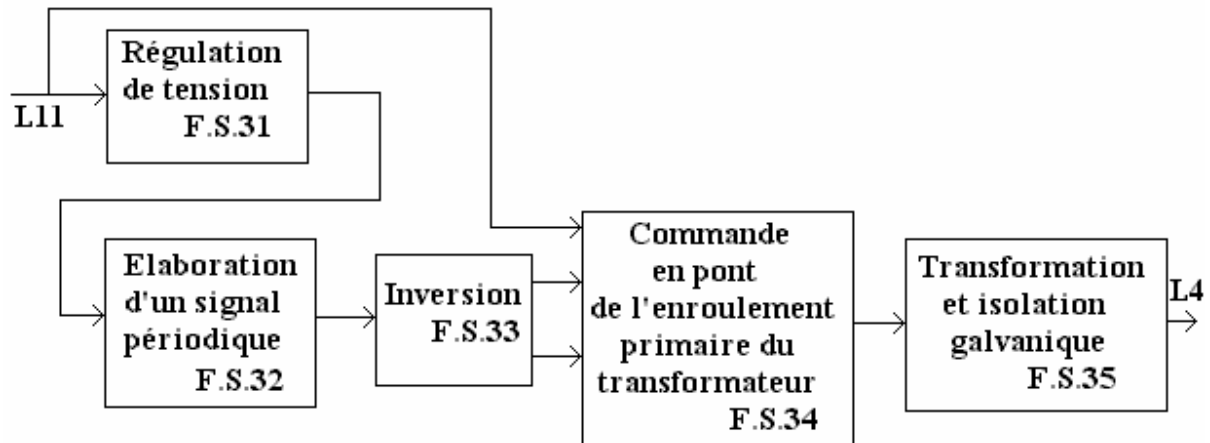 Régulation
de tension
F.S.31
L11
Elaboration
d'un signal
périodique
F.S.32
Inversion
F.S.33
Commande
en pont
de l'enroulement
primaire du
transformateur
F.S.34
Transformation
et isolation
galvanique
F.S.35
L4